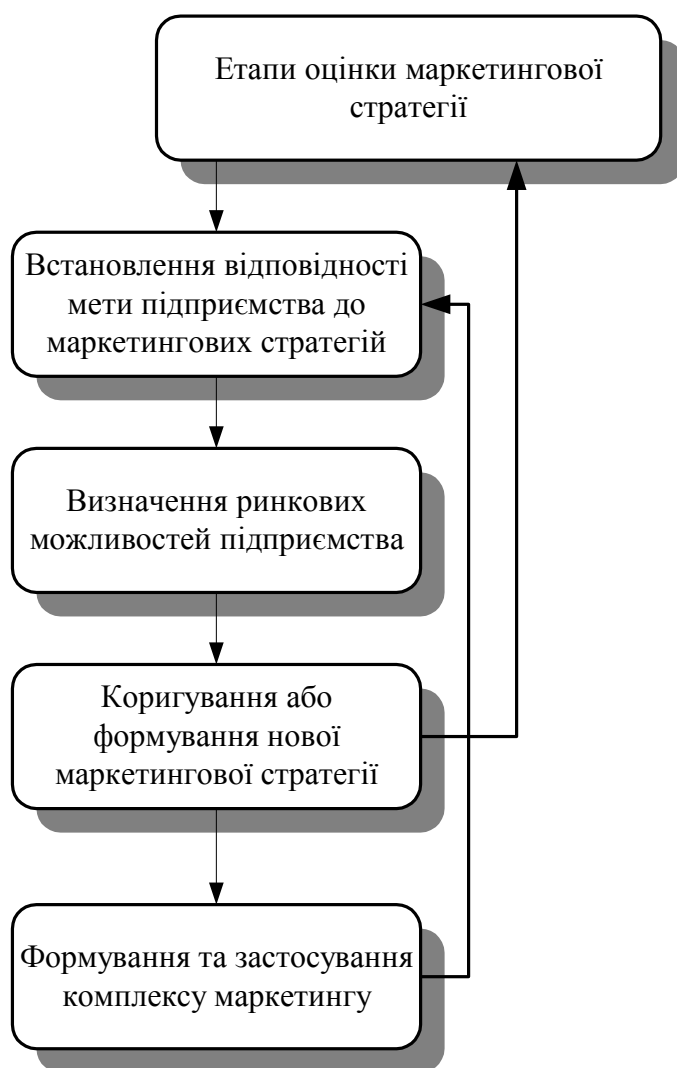 Етапи оцінки маркетингової
стратегії
Встановлення відповідності
мети підприємства до
маркетингових стратегій
Визначення ринкових
можливостей підприємства
Коригування або
формування нової
маркетингової стратегії
Формування та застосування
комплексу маркетингу